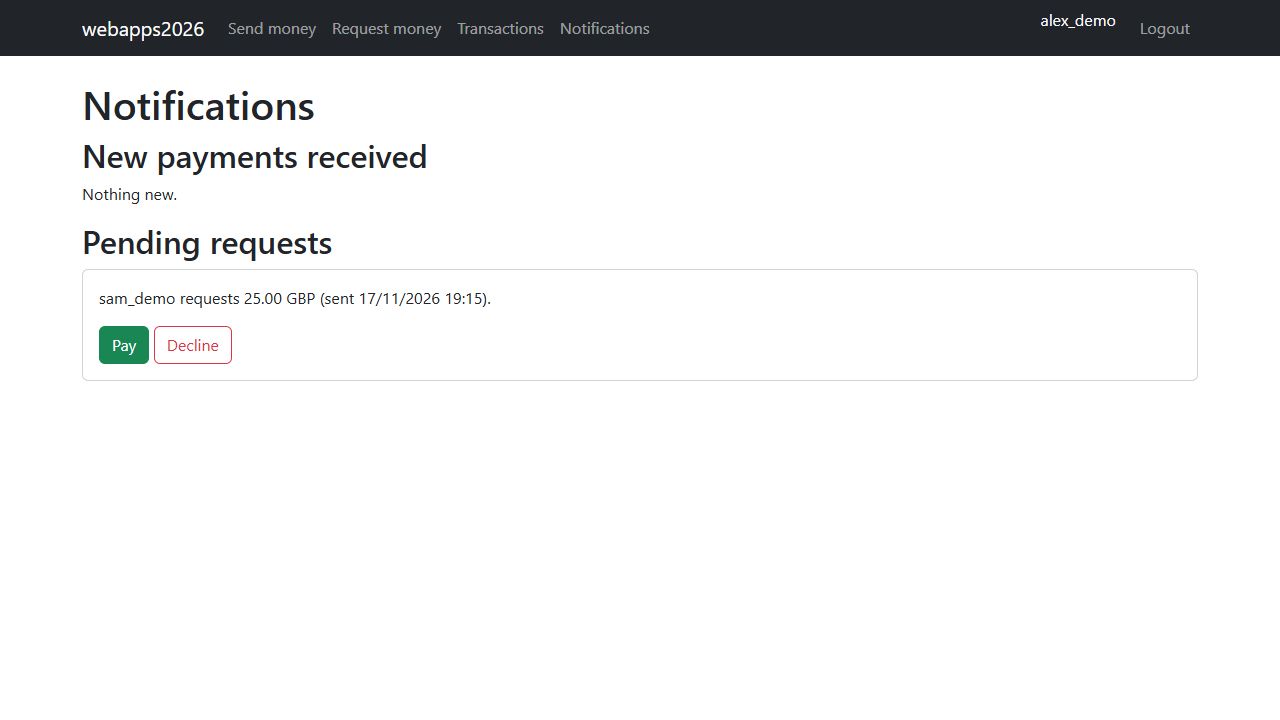 webapps2026 Send money Request money Transactions Notifications alex_demo Logout
Notifications
New payments received
Nothing new.
Pending requests
sam_demo requests 25.00 GBP (sent 17/11/2026 19:15).
Pay Decline